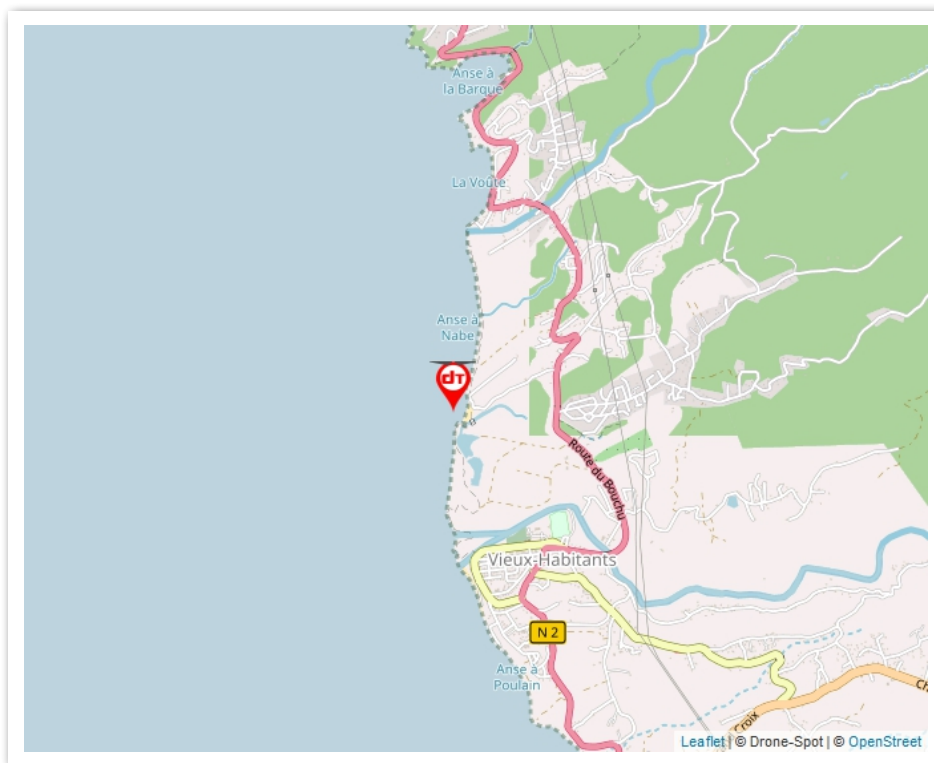 Anse à
la Barque
La Voûte
Anse à
Nabe
dT
Route du Bouchu
Vieux-Habitants
N 2
Anse à
Poulain
Croix
Leaflet | © Drone-Spot | © OpenStreet